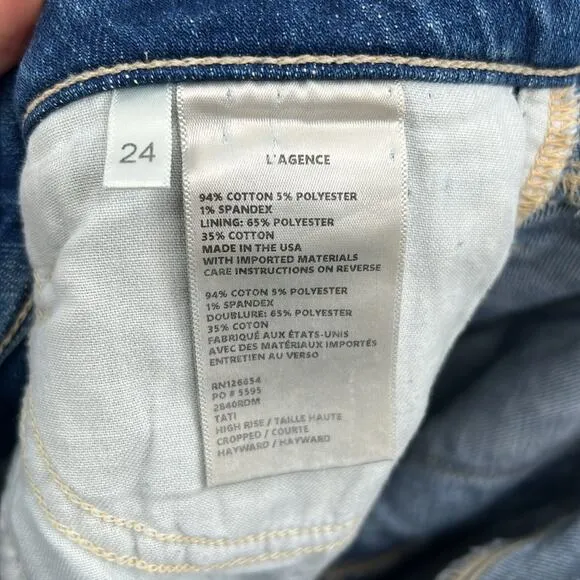 24
L'AGENCE
94% COTTON 5% POLYESTER
1% SPANDEX
LINING: 65% POLYESTER
35% COTTON
MADE IN THE USA
WITH IMPORTED MATERIALS
CARE INSTRUCTIONS ON REVERSE
94% COTON 5% POLYESTER
1% SPANDEX
DOUBLURE: 65% POLYESTER
35% COTON
FABRIQUÉ AUX ÉTATS-UNIS
AVEC DES MATÉRIAUX IMPORTÉS
ENTRETIEN AU VERSO
RN126654
PO # 5595
2840RDM
TATI
HIGH RISE / TAILLE HAUTE
CROPPED / COURTE
HAYWARD / HAYWARD